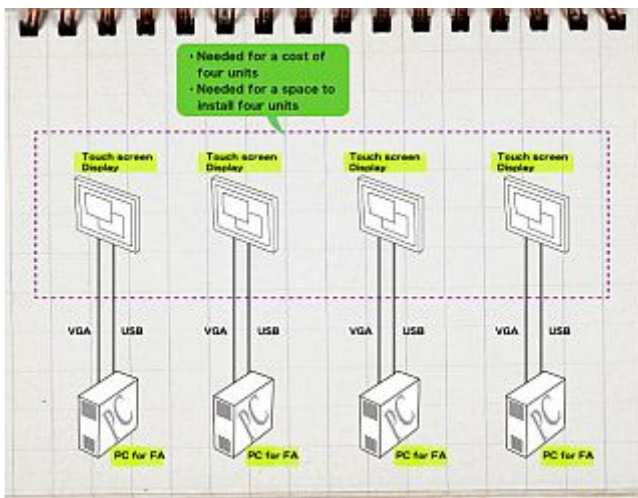 ・Needed for a cost of
four units
・Needed for a space to
install four units
Touch screen
Display
Touch screen
Display
Touch screen
Display
Touch screen
Display
VGA
USB
VGA
USB
VGA
USB
VGA
USB
PC
PC
PC
PC
PC for FA
PC for FA
PC for FA
PC for FA